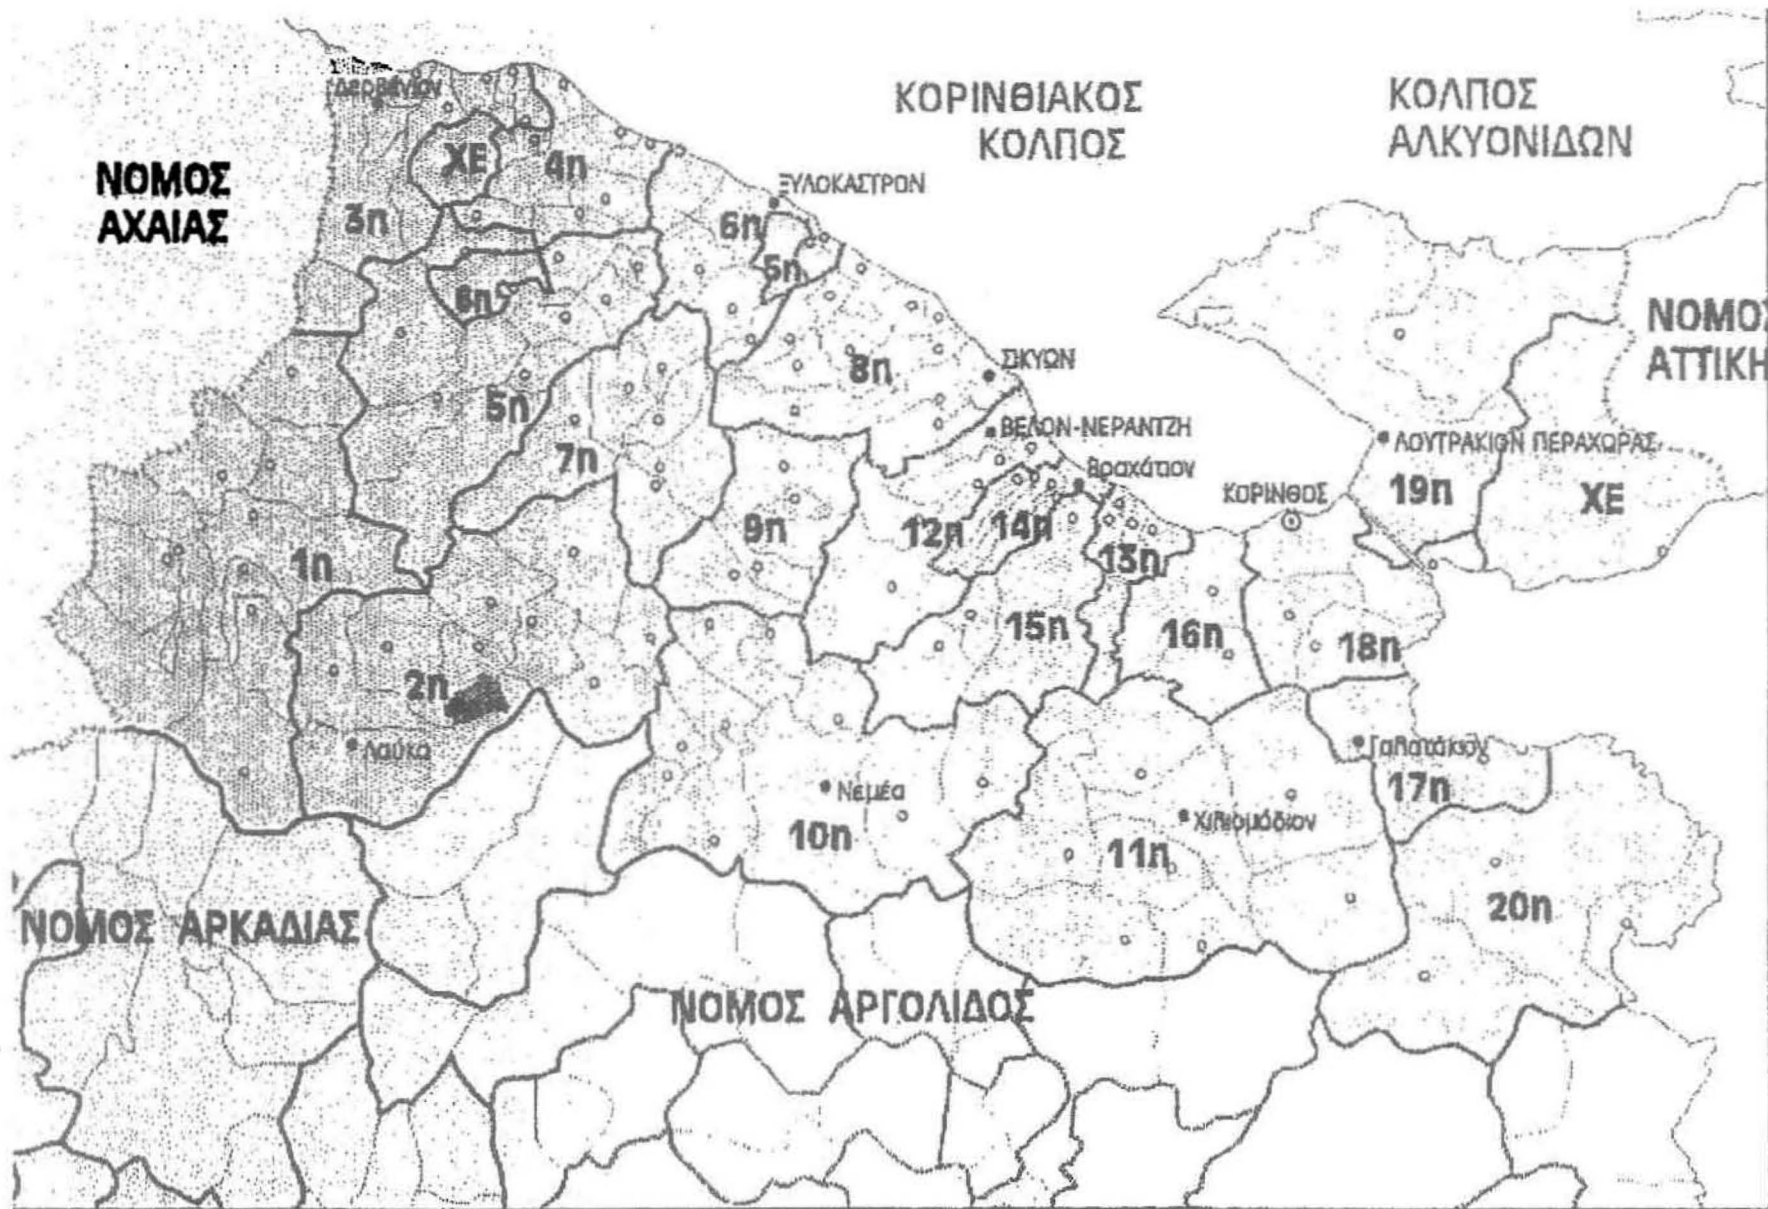 Δερβένιον
ΚΟΡΙΝΘΙΑΚΟΣ
ΚΟΛΠΟΣ
ΚΟΛΠΟΣ
ΑΛΚΥΟΝΙΔΩΝ
ΝΟΜΟΣ
ΑΧΑΙΑΣ
ΧΕ
4η
ΞΥΛΟΚΑΣΤΡΟΝ
3η
6η
5η
6η
ΝΟΜΟΣ
ΑΤΤΙΚΗ
8η
ΣΙΚΥΩΝ
5η
ΒΕΛΟΝ-ΝΕΡΑΝΤΖΗ
ΛΟΥΤΡΑΚΙΟΝ ΠΕΡΑΧΩΡΑΣ
7η
Βραχάτιον
ΚΟΡΙΝΘΟΣ
19η
ΧΕ
9η
12η
14η
13η
1η
15η
16η
18η
2η
Λαύκα
Γαλατάκιον
17η
Νεμέα
10η
Χιλιομόδιον
11η
20η
ΝΟΜΟΣ ΑΡΚΑΔΙΑΣ
ΝΟΜΟΣ ΑΡΓΟΛΙΔΟΣ